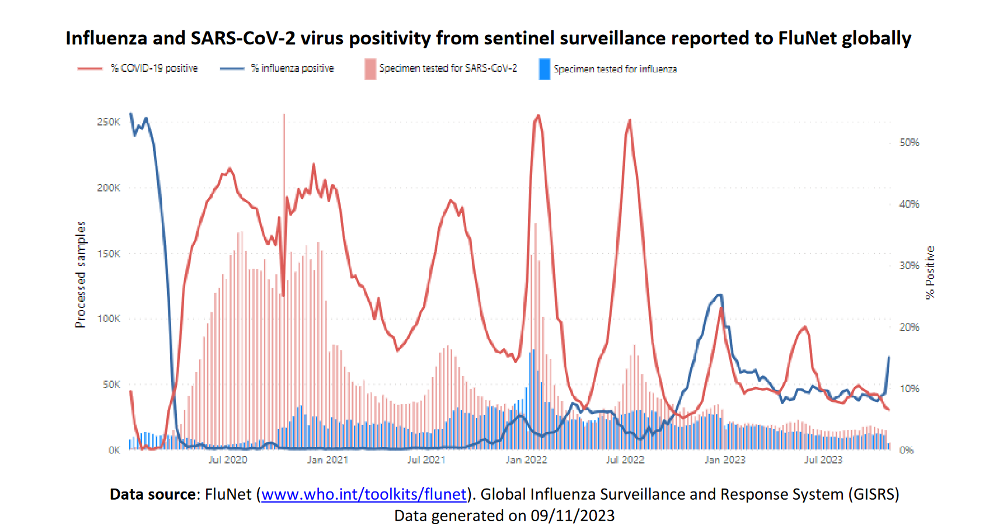 Influenza and SARS-CoV-2 virus positivity from sentinel surveillance reported to FluNet globally
% COVID-19 positive % influenza positive Specimen tested for SARS-CoV-2 Specimen tested for influenza
250K
200K
150K
100K
50K
0K
Processed samples
50%
40%
30%
20%
10%
0%
% Positive
Jul 2020 Jan 2021 Jul 2021 Jan 2022 Jul 2022 Jan 2023 Jul 2023
Data source: FluNet (www.who.int/toolkits/flunet). Global Influenza Surveillance and Response System (GISRS)
Data generated on 09/11/2023